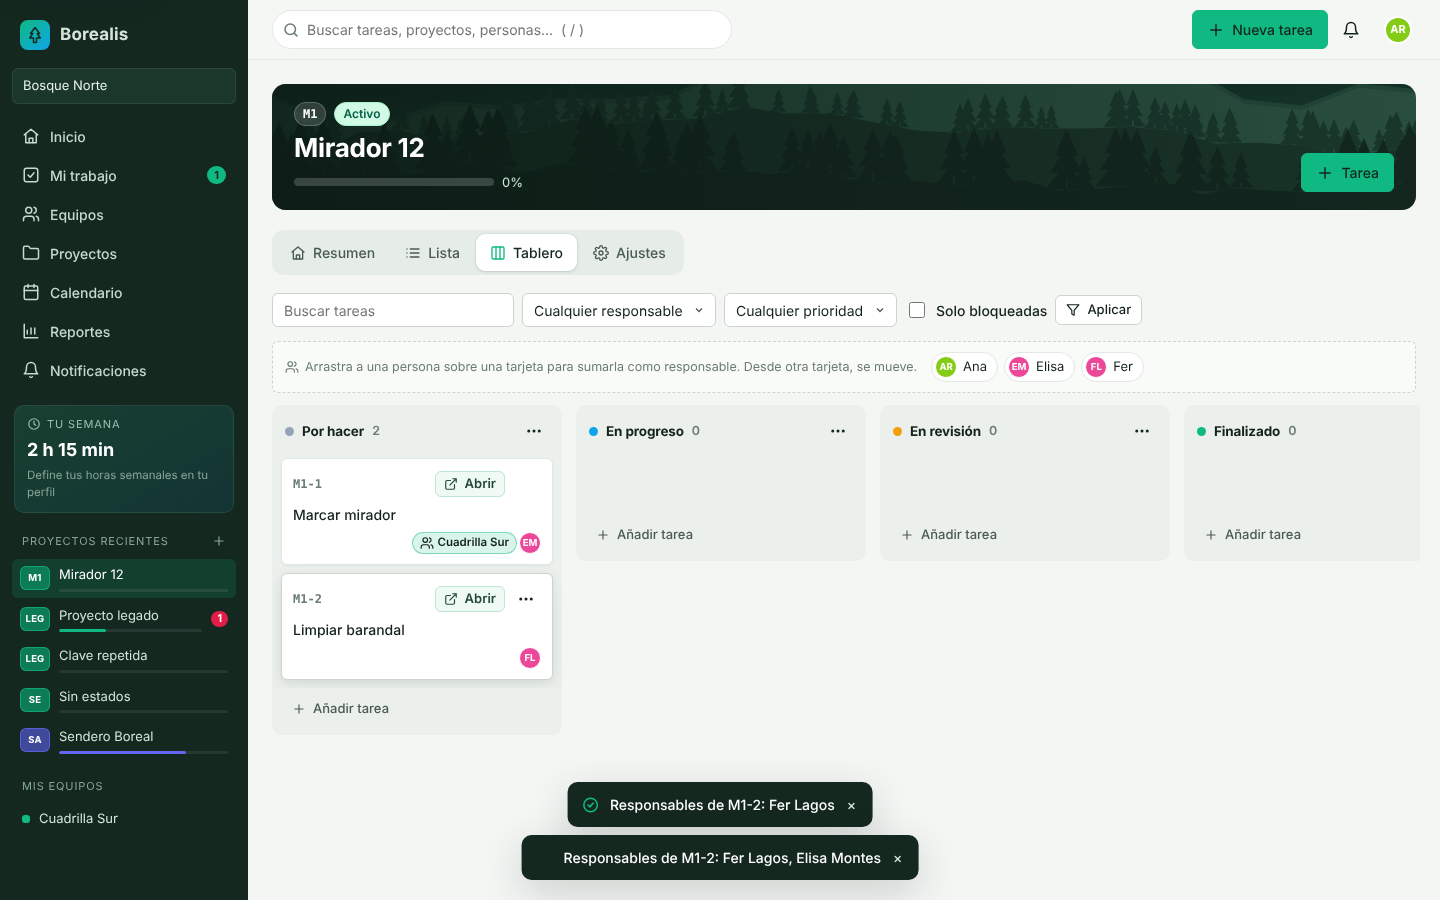 Borealis
Bosque Norte
Inicio
Mi trabajo 1
Equipos
Proyectos
Calendario
Reportes
Notificaciones
TU SEMANA
2 h 15 min
Define tus horas semanales en tu
perfil
PROYECTOS RECIENTES
M1 Mirador 12
LEG Proyecto legado 1
LEG Clave repetida
SE Sin estados
SA Sendero Boreal
MIS EQUIPOS
Cuadrilla Sur
Buscar tareas, proyectos, personas... ( / )
Nueva tarea
AR
M1 Activo
Mirador 12
0%
Tarea
Resumen Lista Tablero Ajustes
Buscar tareas Cualquier responsable Cualquier prioridad Solo bloqueadas Aplicar
Arrastra a una persona sobre una tarjeta para sumarla como responsable. Desde otra tarjeta, se mueve. AR Ana EM Elisa FL Fer
Por hacer 2
M1-1 Abrir
Marcar mirador
Cuadrilla Sur EM
M1-2 Abrir
Limpiar barandal
FL
Añadir tarea
En progreso 0
Añadir tarea
En revisión 0
Añadir tarea
Finalizado 0
Añadir tarea
Responsables de M1-2: Fer Lagos ×
Responsables de M1-2: Fer Lagos, Elisa Montes ×